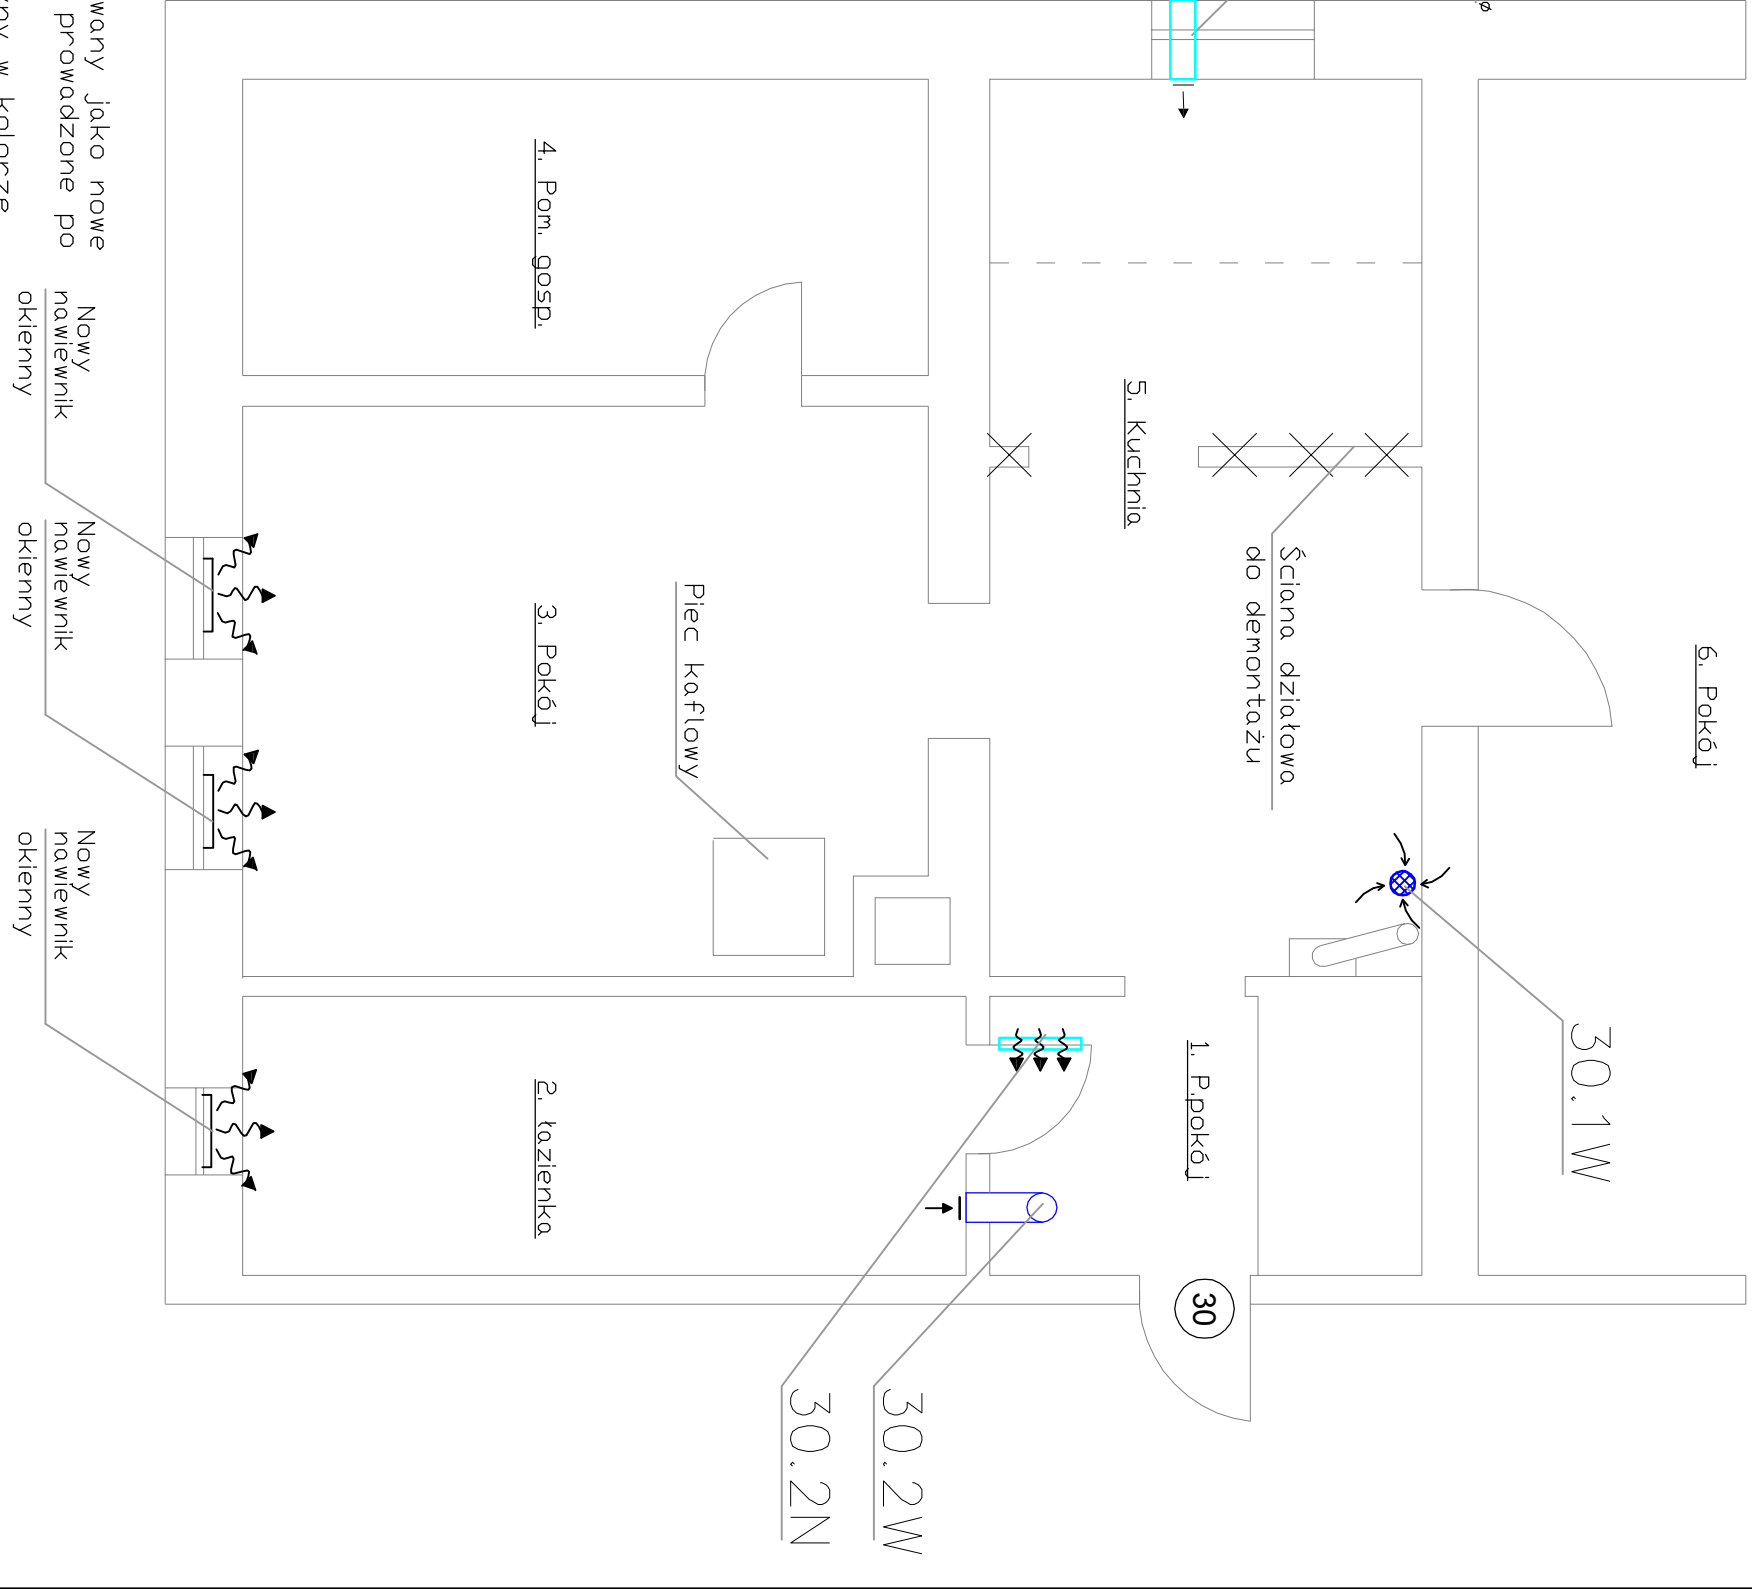 wany jako nowe
prowadzone po
w kolorze
4. Pom. gosp.
5. Kuchnia
Nowy
nawiewnik
okienny
Nowy
nawiewnik
okienny
Nowy
nawiewnik
okienny
3. Pokój
Piec kaflowy
Ściana działowa
do demontażu
6. Pokój
2. Łazienka
1. P.pokój
30.1W
30
30.2W
30.2N